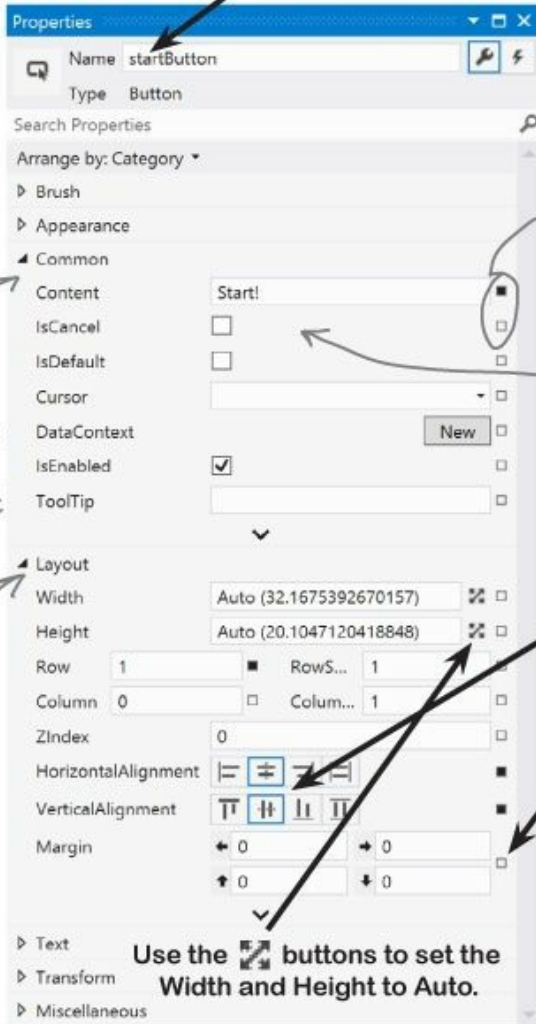 Properties
Name startButton
Type Button
Search Properties
Arrange by: Category
Brush
Appearance
Common
Content Start!
IsCancel
IsDefault
Cursor
DataContext New
IsEnabled
ToolTip
Layout
Width Auto (32.1675392670157)
Height Auto (20.1047120418848)
Row 1 RowS... 1
Column 0 Colum... 1
ZIndex 0
HorizontalAlignment
VerticalAlignment
Margin 0 0
0 0
Text
Transform
Miscellaneous
Use the buttons to set the
Width and Height to Auto.